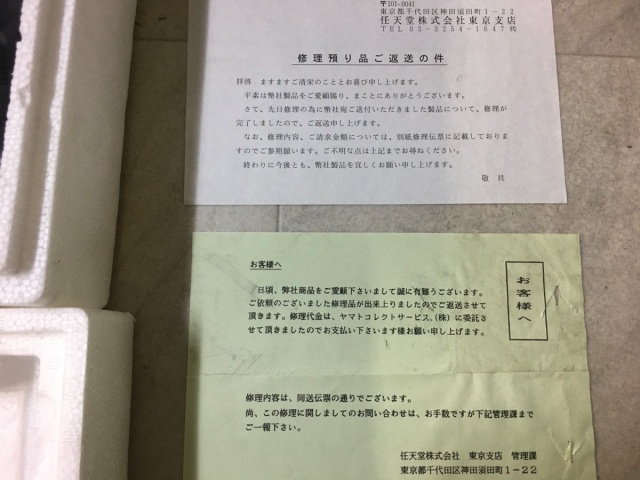 〒101-0041
東京都千代田区神田須田町1－22
任天堂株式会社東京支店
TEL 03－3254－1647㈹
修理預り品ご返送の件
拝啓　ますますご清栄のこととお喜び申し上げます。
平素は弊社製品をご愛顧賜り、まことにありがとうございます。
さて、先日修理の為に弊社宛ご送付いただきました製品について、修理が
完了しましたので、ご返送申し上げます。
なお、修理内容、ご請求金額については、別紙修理伝票に記載しておりま
すのでご参照願います。ご不明な点は上記までお尋ねください。
終わりに今後とも、弊社製品を宜しくお願い申し上げます。
敬具
お客様へ
お客様へ
日頃、弊社商品をご愛顧下さいまして誠に有難うございます。
ご依頼のございました修理品が出来上りましたのでご返送させて
頂きます。修理代金は、ヤマトコレクトサービス、(株)に委託さ
せて頂きましたのでお支払い下さいます様お願い申し上げます。
修理内容は、同送伝票の通りでございます。
尚、この修理に関しましてのお問い合わせは、お手数ですが下記管理課まで
ご一報下さい。
任天堂株式会社　東京支店　管理課
東京都千代田区神田須田町1－22